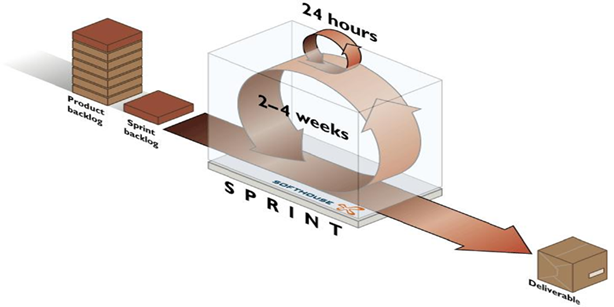 24 hours
Product
backlog
Sprint
backlog
2–4 weeks
SOFTHOUSE
SPRINT
Deliverable